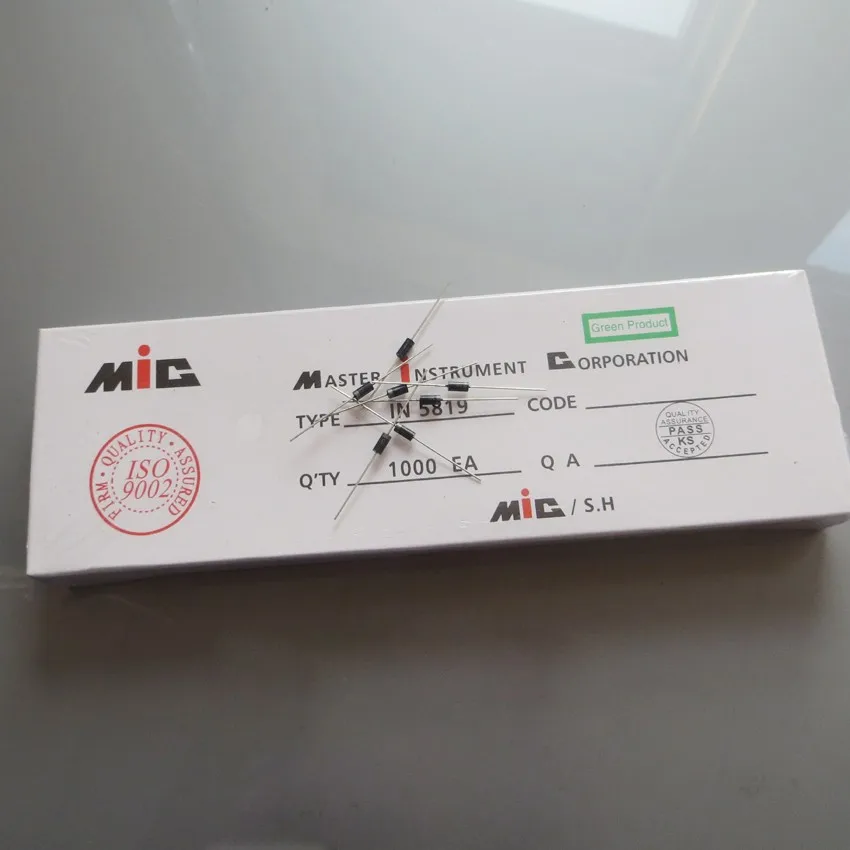 Green Product
MiC
MASTER INSTRUMENT CORPORATION
TYPE IN 5819 CODE
QUALITY
ASSURANCE
PASS
KS
ACCEPTED
FIRM · QUALITY · ASSURED
ISO
9002
Q'TY 1000 EA Q A
MiC / S.H